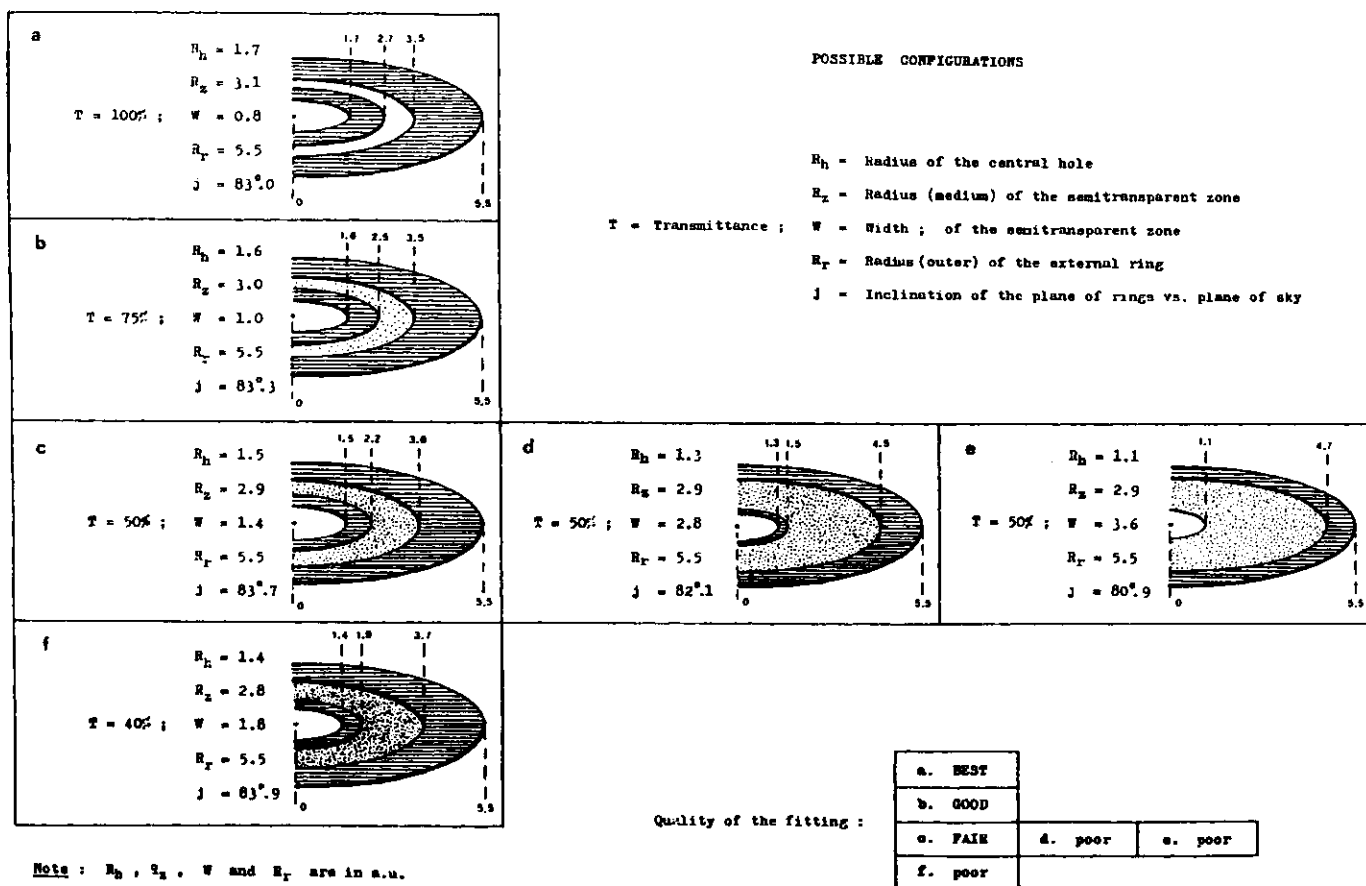 a
1.7 2.7 3.5
R_h = 1.7
R_z = 3.1
T = 100% ; W = 0.8
R_r = 5.5
j = 83°.0
0 5.5
POSSIBLE CONFIGURATIONS
R_h = Radius of the central hole
R_z = Radius (medium) of the semitransparent zone
T = Transmittance ; W = Width ; of the semitransparent zone
R_r = Radius (outer) of the external ring
j = Inclination of the plane of rings vs. plane of sky
b
1.6 2.5 3.5
R_h = 1.6
R_z = 3.0
T = 75% ; W = 1.0
R_r = 5.5
j = 83°.3
0 5.5
c
1.5 2.2 3.6
R_h = 1.5
R_z = 2.9
T = 50% ; W = 1.4
R_r = 5.5
j = 83°.7
0 5.5
d
1.3 1.5 4.5
R_h = 1.3
R_z = 2.9
T = 50% ; W = 2.8
R_r = 5.5
j = 82°.1
0 5.5
e
1.1 4.7
R_h = 1.1
R_z = 2.9
T = 50% ; W = 3.6
R_r = 5.5
j = 80°.9
0 5.5
f
1.4 1.9 3.7
R_h = 1.4
R_z = 2.8
T = 40% ; W = 1.8
R_r = 5.5
j = 83°.9
0 5.5
Quality of the fitting :
a. BEST
b. GOOD
c. FAIR d. poor e. poor
f. poor
Note : R_h , R_z , W and R_r are in a.u.